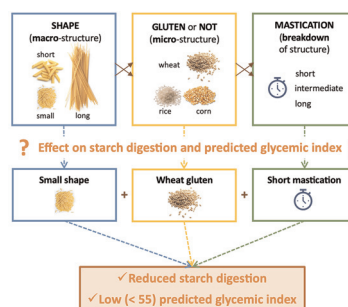 SHAPE
(macro-structure)
short
small
long
GLUTEN or NOT
(micro-structure)
wheat
rice
corn
MASTICATION
(breakdown
of structure)
short
intermediate
long
? Effect on starch digestion and predicted glycemic index
Small shape
+
Wheat gluten
+
Short mastication
✓Reduced starch digestion
✓Low (< 55) predicted glycemic index